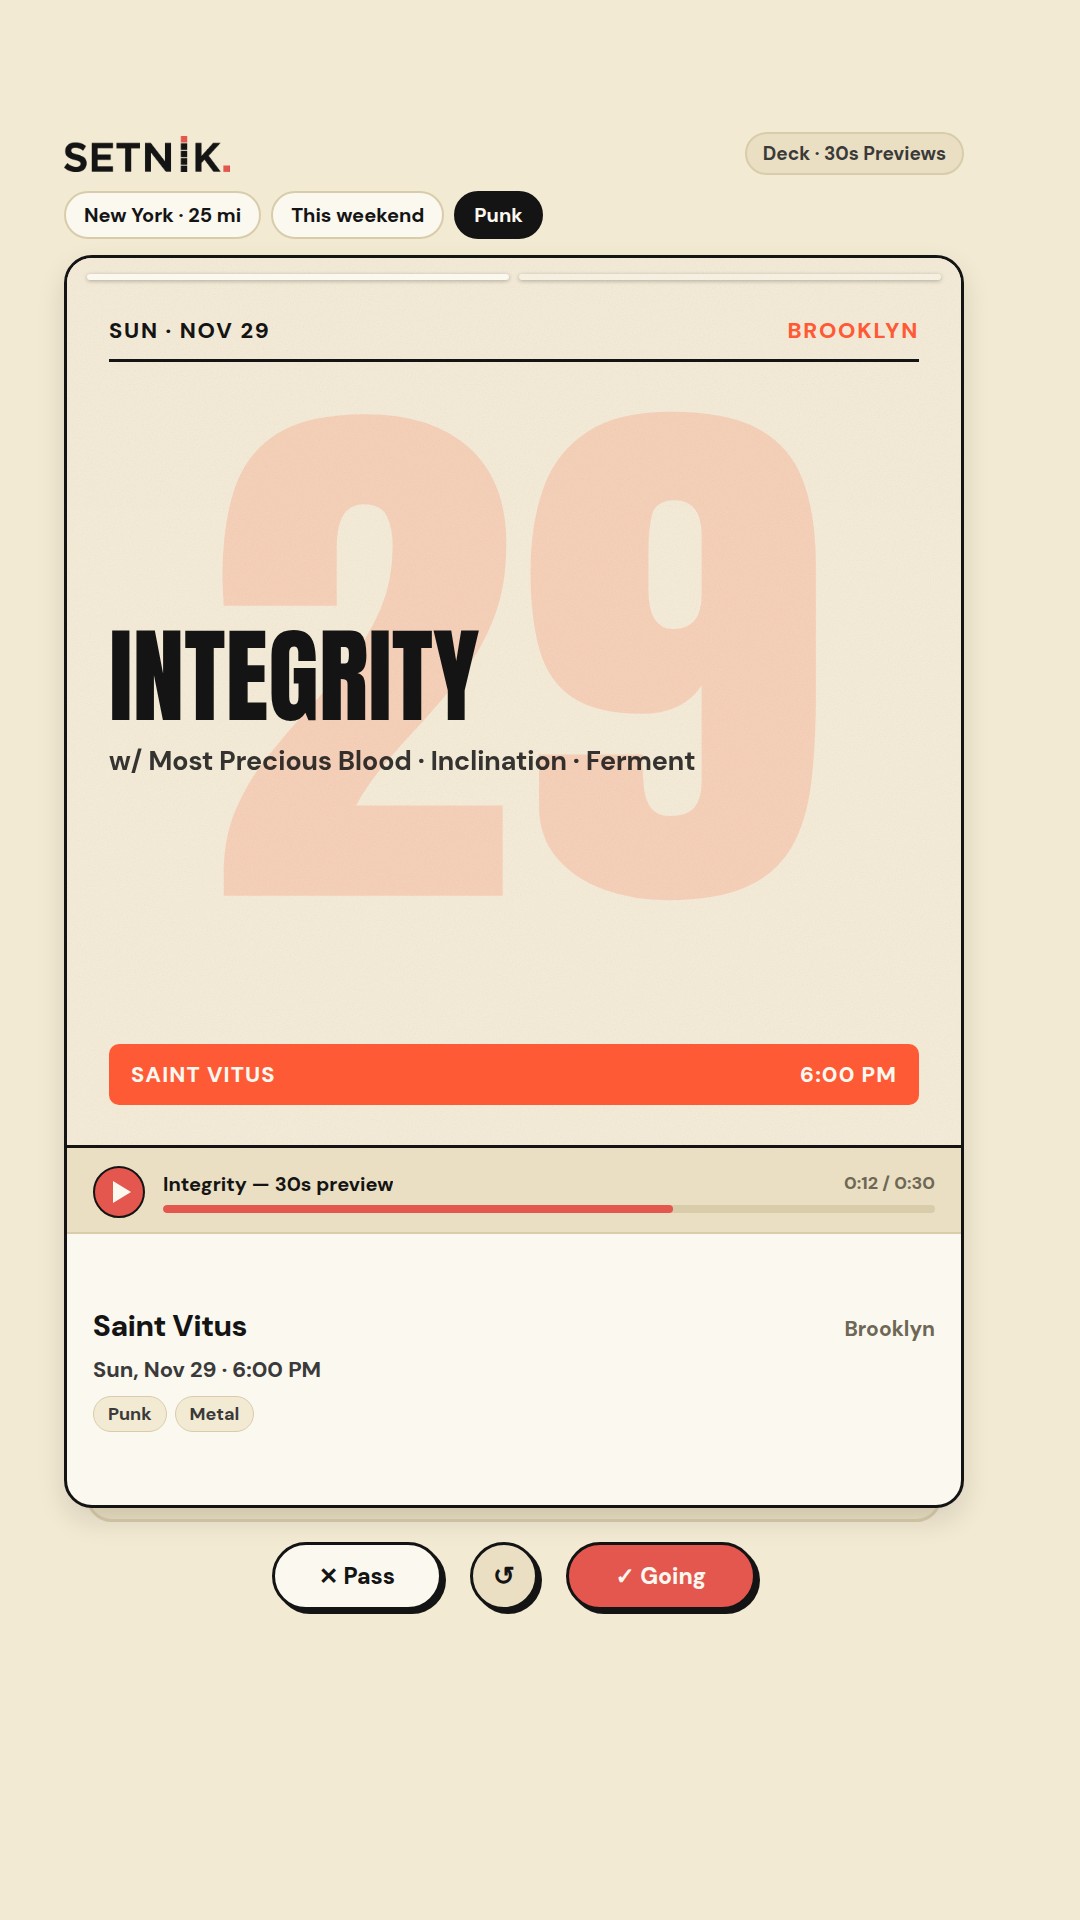 SETNIK.
Deck · 30s Previews
New York · 25 mi
This weekend
Punk
SUN · NOV 29
BROOKLYN
29
INTEGRITY
w/ Most Precious Blood · Inclination · Ferment
SAINT VITUS
6:00 PM
Integrity — 30s preview
0:12 / 0:30
Saint Vitus
Brooklyn
Sun, Nov 29 · 6:00 PM
Punk
Metal
✕ Pass
↺
✓ Going